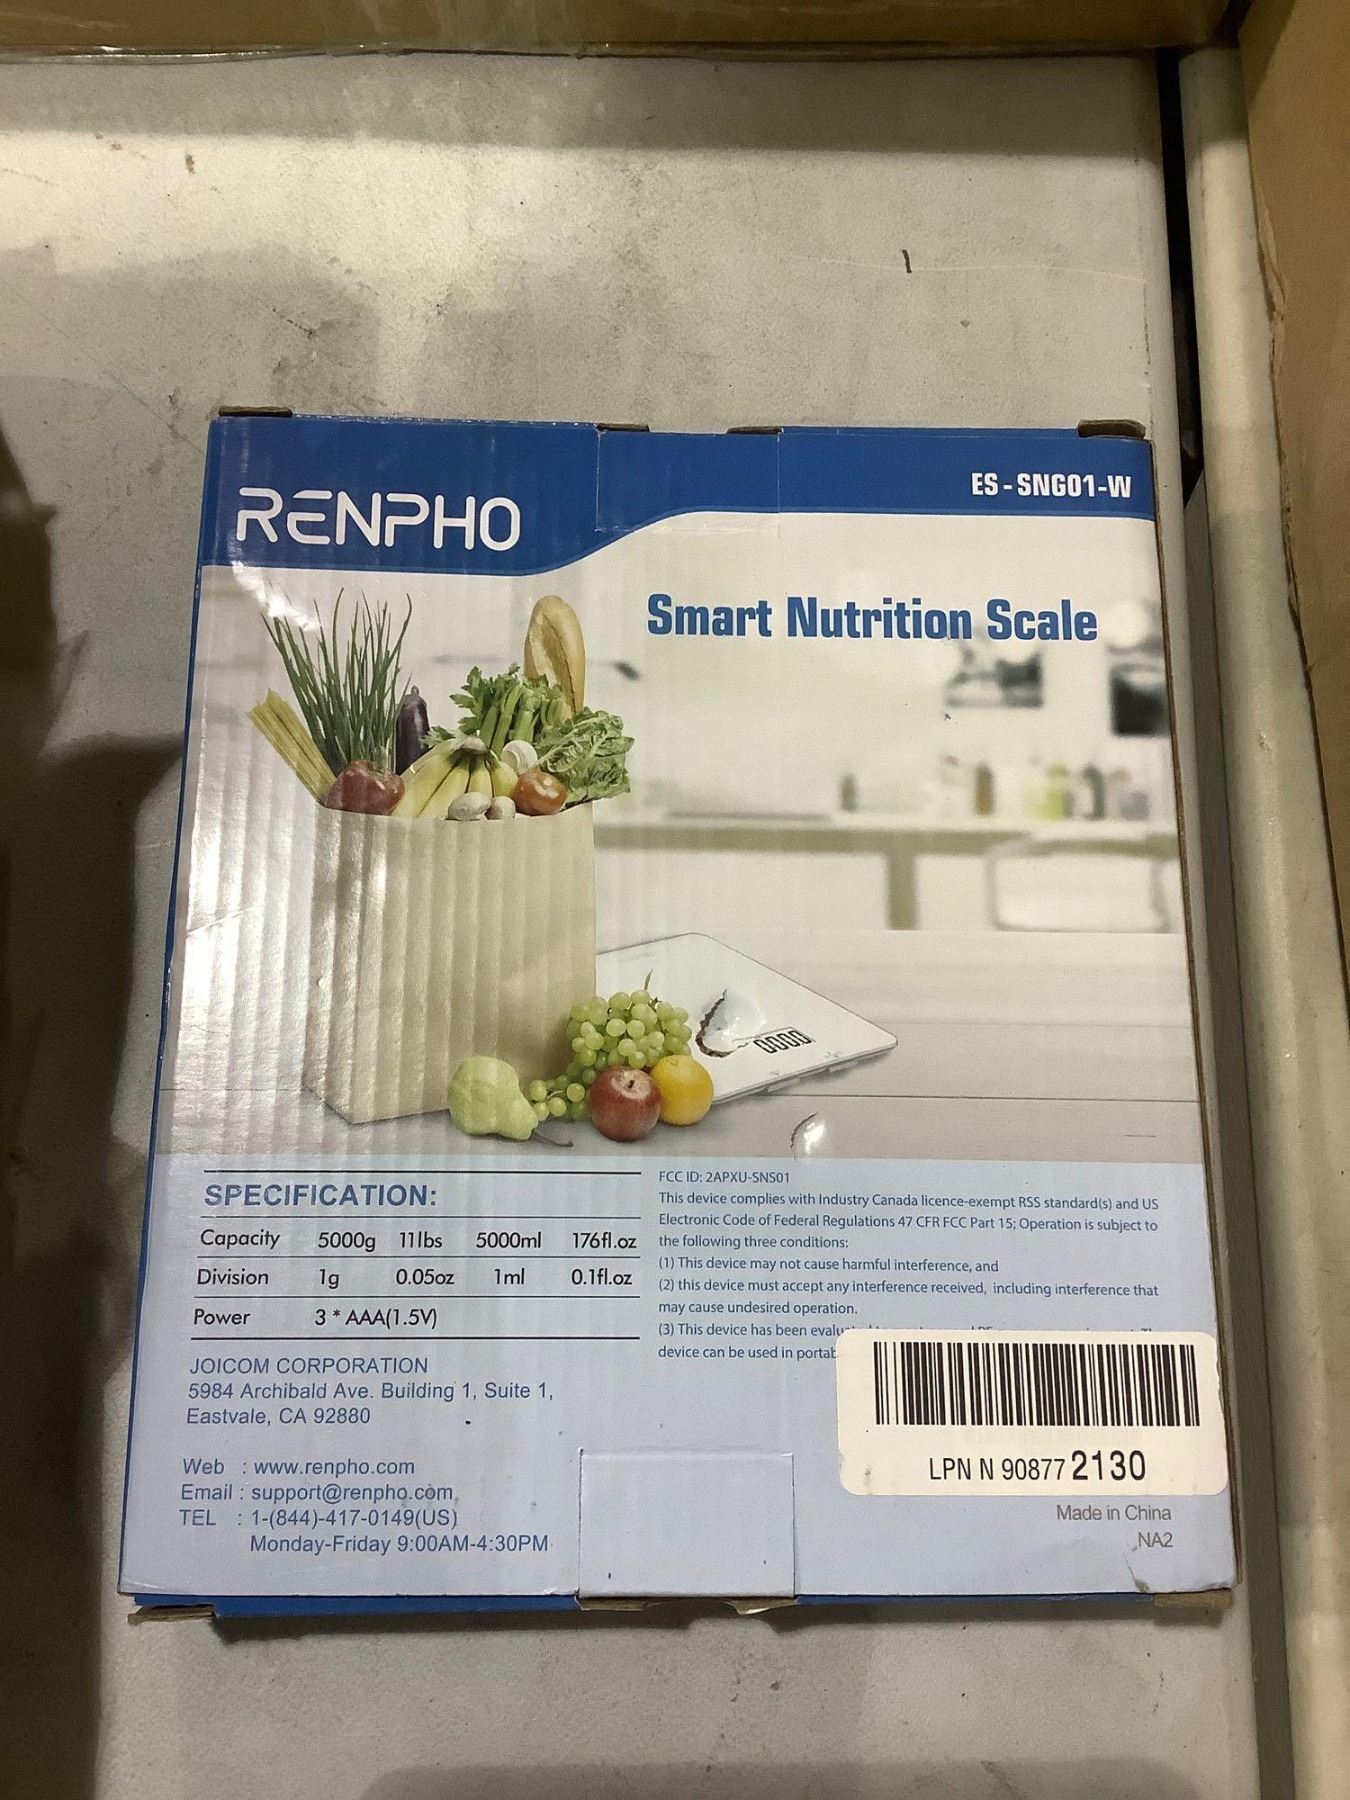 RENPHO
ES-SNG01-W
Smart Nutrition Scale
SPECIFICATION:
Capacity 5000g 11lbs 5000ml 176fl.oz
Division 1g 0.05oz 1ml 0.1fl.oz
Power 3 * AAA(1.5V)
JOICOM CORPORATION
5984 Archibald Ave. Building 1, Suite 1,
Eastvale, CA 92880
Web : www.renpho.com
Email : support@renpho.com
TEL : 1-(844)-417-0149(US)
Monday-Friday 9:00AM-4:30PM
FCC ID: 2APXU-SNS01
This device complies with Industry Canada licence-exempt RSS standard(s) and US
Electronic Code of Federal Regulations 47 CFR FCC Part 15; Operation is subject to
the following three conditions:
(1) This device may not cause harmful interference, and
(2) this device must accept any interference received, including interference that
may cause undesired operation.
(3) This device has been
device can be used in
LPN N 908772130
Made in China
NA2